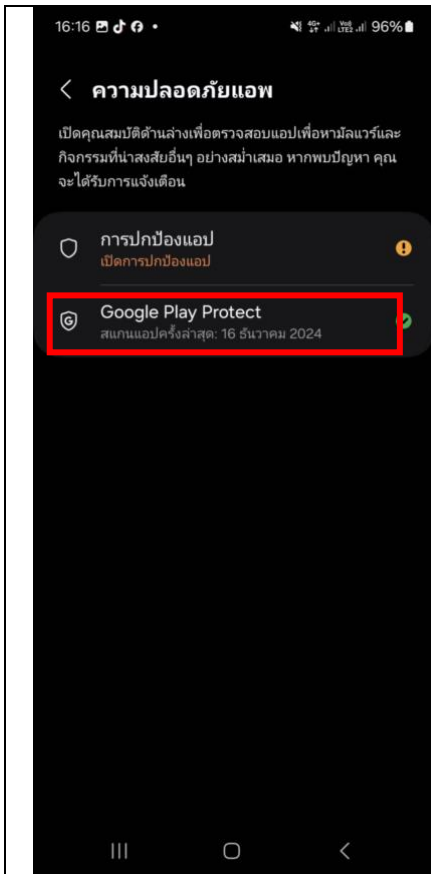 16:16 96%
ความปลอดภัยแอพ
เปิดคุณสมบัติด้านล่างเพื่อตรวจสอบแอปเพื่อหามัลแวร์และ
กิจกรรมที่น่าสงสัยอื่นๆ อย่างสม่ำเสมอ หากพบปัญหา คุณ
จะได้รับการแจ้งเตือน
การปกป้องแอป
เปิดการปกป้องแอป
Google Play Protect
สแกนแอปครั้งล่าสุด: 16 ธันวาคม 2024